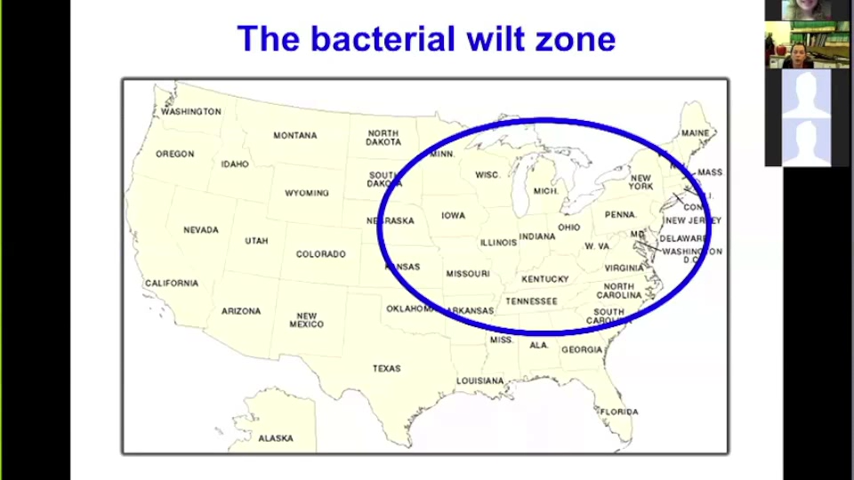 The bacterial wilt zone
WASHINGTON
MAINE
MONTANA
NORTH
DAKOTA
MINN.
OREGON
IDAHO
SOUTH
DAKOTA
WISC.
MICH.
NEW
YORK
MASS
WYOMING
NEBRASKA
IOWA
PENNA.
CON
NEW JERSEY
NEVADA
UTAH
COLORADO
ILLINOIS
INDIANA
OHIO
W. VA.
MD.
DELAWARE
WASHINGTON
D.C.
KANSAS
MISSOURI
KENTUCKY
VIRGINIA
CALIFORNIA
NORTH
CAROLINA
TENNESSEE
ARIZONA
NEW
MEXICO
OKLAHOMA
ARKANSAS
SOUTH
CAROLINA
MISS.
ALA.
GEORGIA
TEXAS
LOUISIANA
FLORIDA
ALASKA